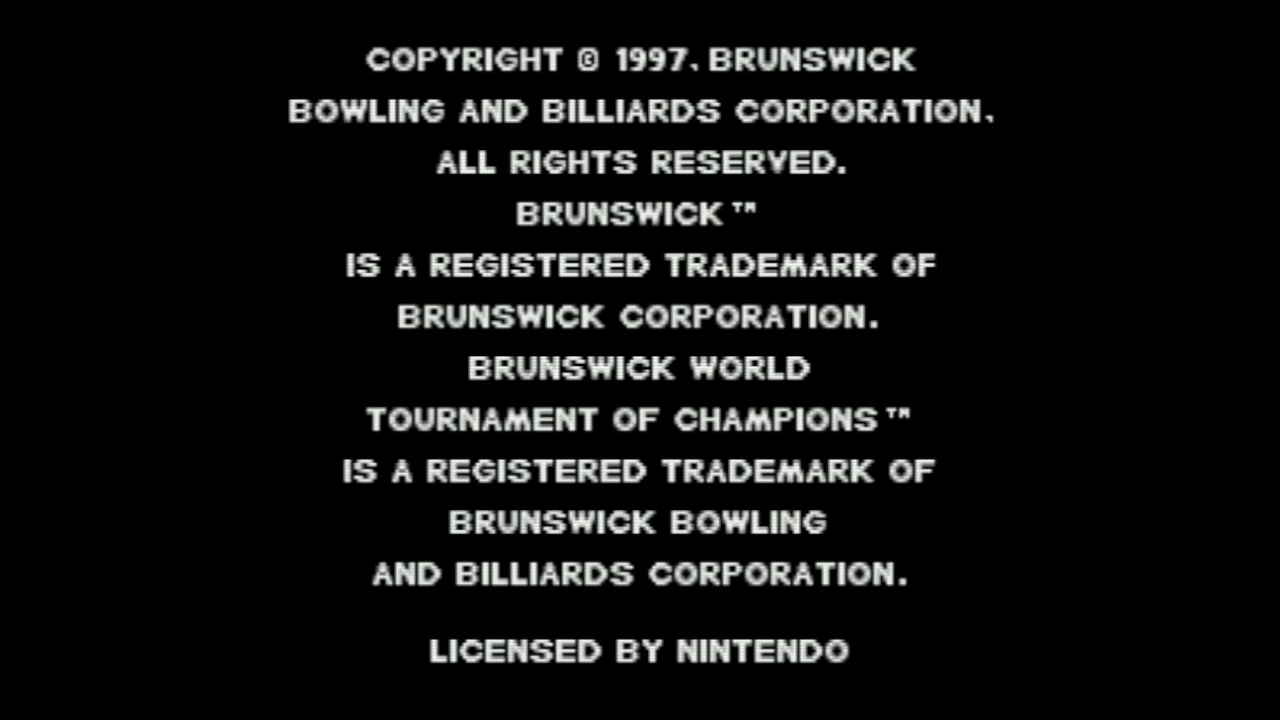 COPYRIGHT © 1997, BRUNSWICK
BOWLING AND BILLIARDS CORPORATION.
ALL RIGHTS RESERVED.
BRUNSWICK™
IS A REGISTERED TRADEMARK OF
BRUNSWICK CORPORATION.
BRUNSWICK WORLD
TOURNAMENT OF CHAMPIONS™
IS A REGISTERED TRADEMARK OF
BRUNSWICK BOWLING
AND BILLIARDS CORPORATION.
LICENSED BY NINTENDO